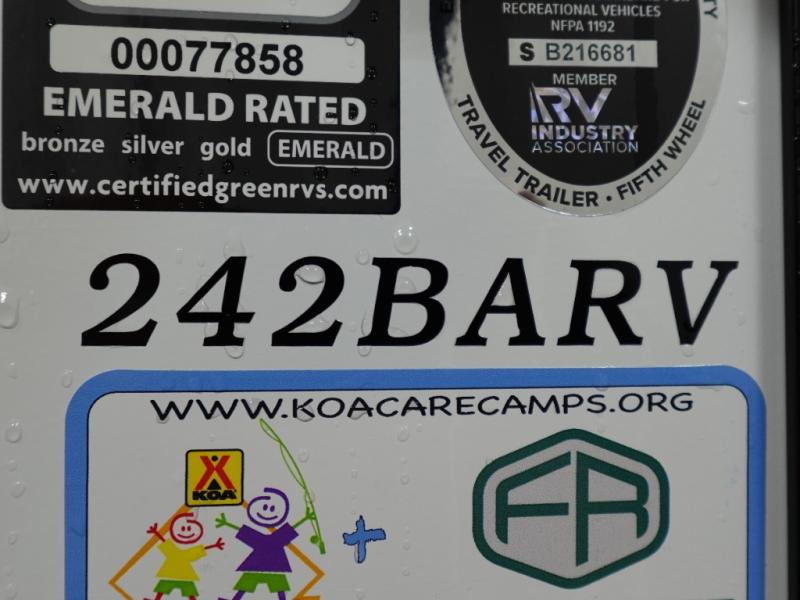 00077858
EMERALD RATED
bronze silver gold EMERALD
www.certifiedgreenrvs.com
RECREATIONAL VEHICLES
NFPA 1192
S B216681
MEMBER
RV
INDUSTRY
ASSOCIATION
TRAVEL TRAILER • FIFTH WHEEL
242BARV
WWW.KOACARECAMPS.ORG
KOA
+
FR